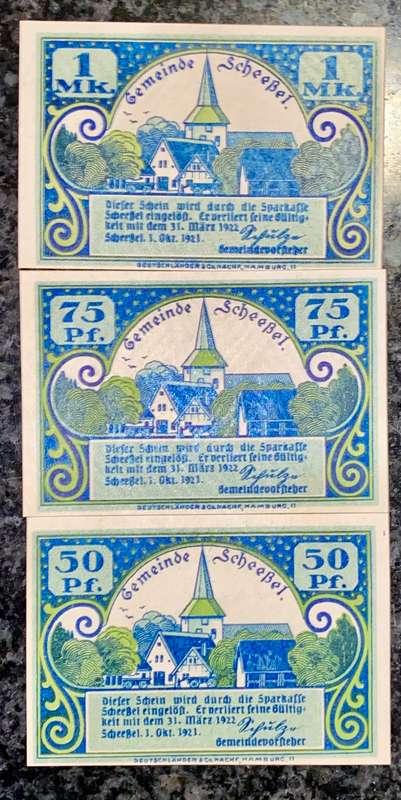 1 Mk.
Gemeinde Scheeßel.
1 Mk.
Dieser Schein wird durch die Sparkasse
Scheeßel eingelöst. Er verliert seine Gültig-
keit mit dem 31. März 1922
Scheeßel. 1. Okt. 1921. Schulze
Gemeindevorsteher
DEUTSCHLÄNDER & CO. NACHF., HAMBURG, 11
75 Pf.
Gemeinde Scheeßel.
75 Pf.
Dieser Schein wird durch die Sparkasse
Scheeßel eingelöst. Er verliert seine Gültig-
keit mit dem 31. März 1922
Scheeßel. 1. Okt. 1921. Schulze
Gemeindevorsteher
DEUTSCHLÄNDER & CO. NACHF., HAMBURG, 11
50 Pf.
Gemeinde Scheeßel.
50 Pf.
Dieser Schein wird durch die Sparkasse
Scheeßel eingelöst. Er verliert seine Gültig-
keit mit dem 31. März 1922
Scheeßel. 1. Okt. 1921. Schulze
Gemeindevorsteher
DEUTSCHLÄNDER & CO. NACHF., HAMBURG, 11